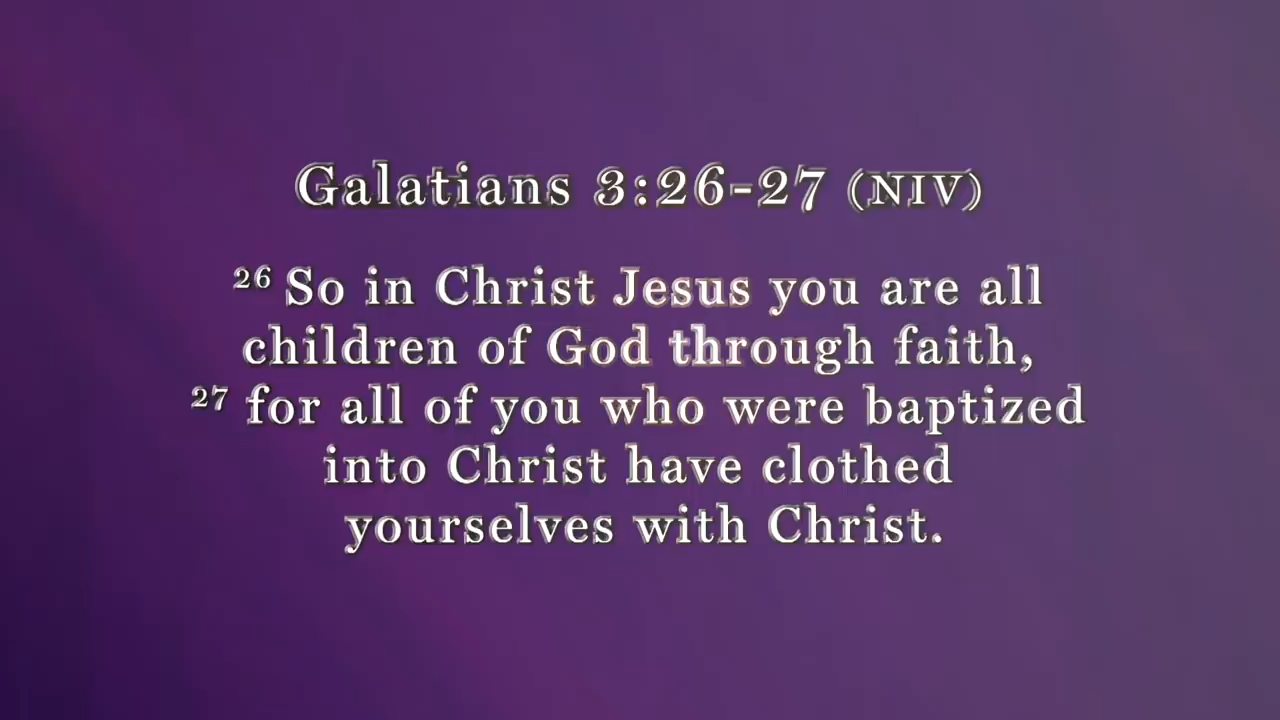 Galatians 3:26-27 (NIV)
26 So in Christ Jesus you are all
children of God through faith,
27 for all of you who were baptized
into Christ have clothed
yourselves with Christ.